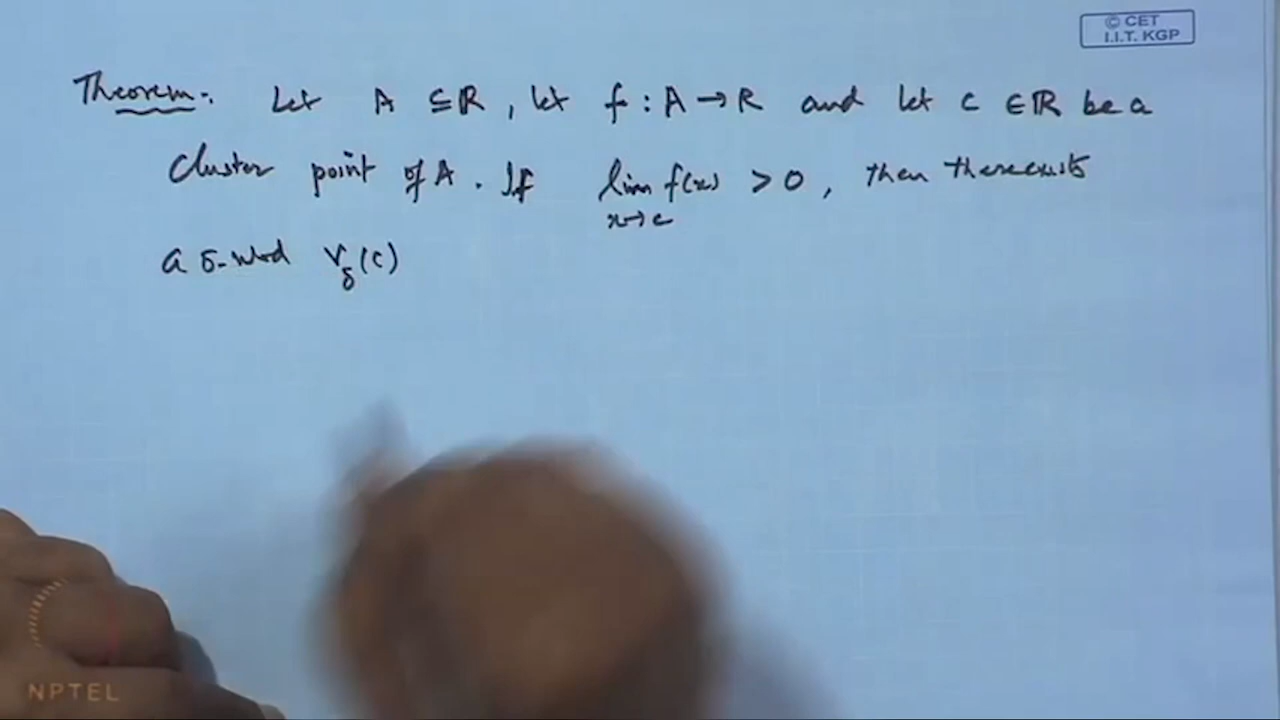 © CET
I.I.T. KGP
Theorem: Let A ⊆ ℝ, let f : A → R and let c ∈ ℝ be a
Cluster point of A. If lim f(x) > 0, then there exists
x→c
a δ-nbd V_δ(c)
NPTEL